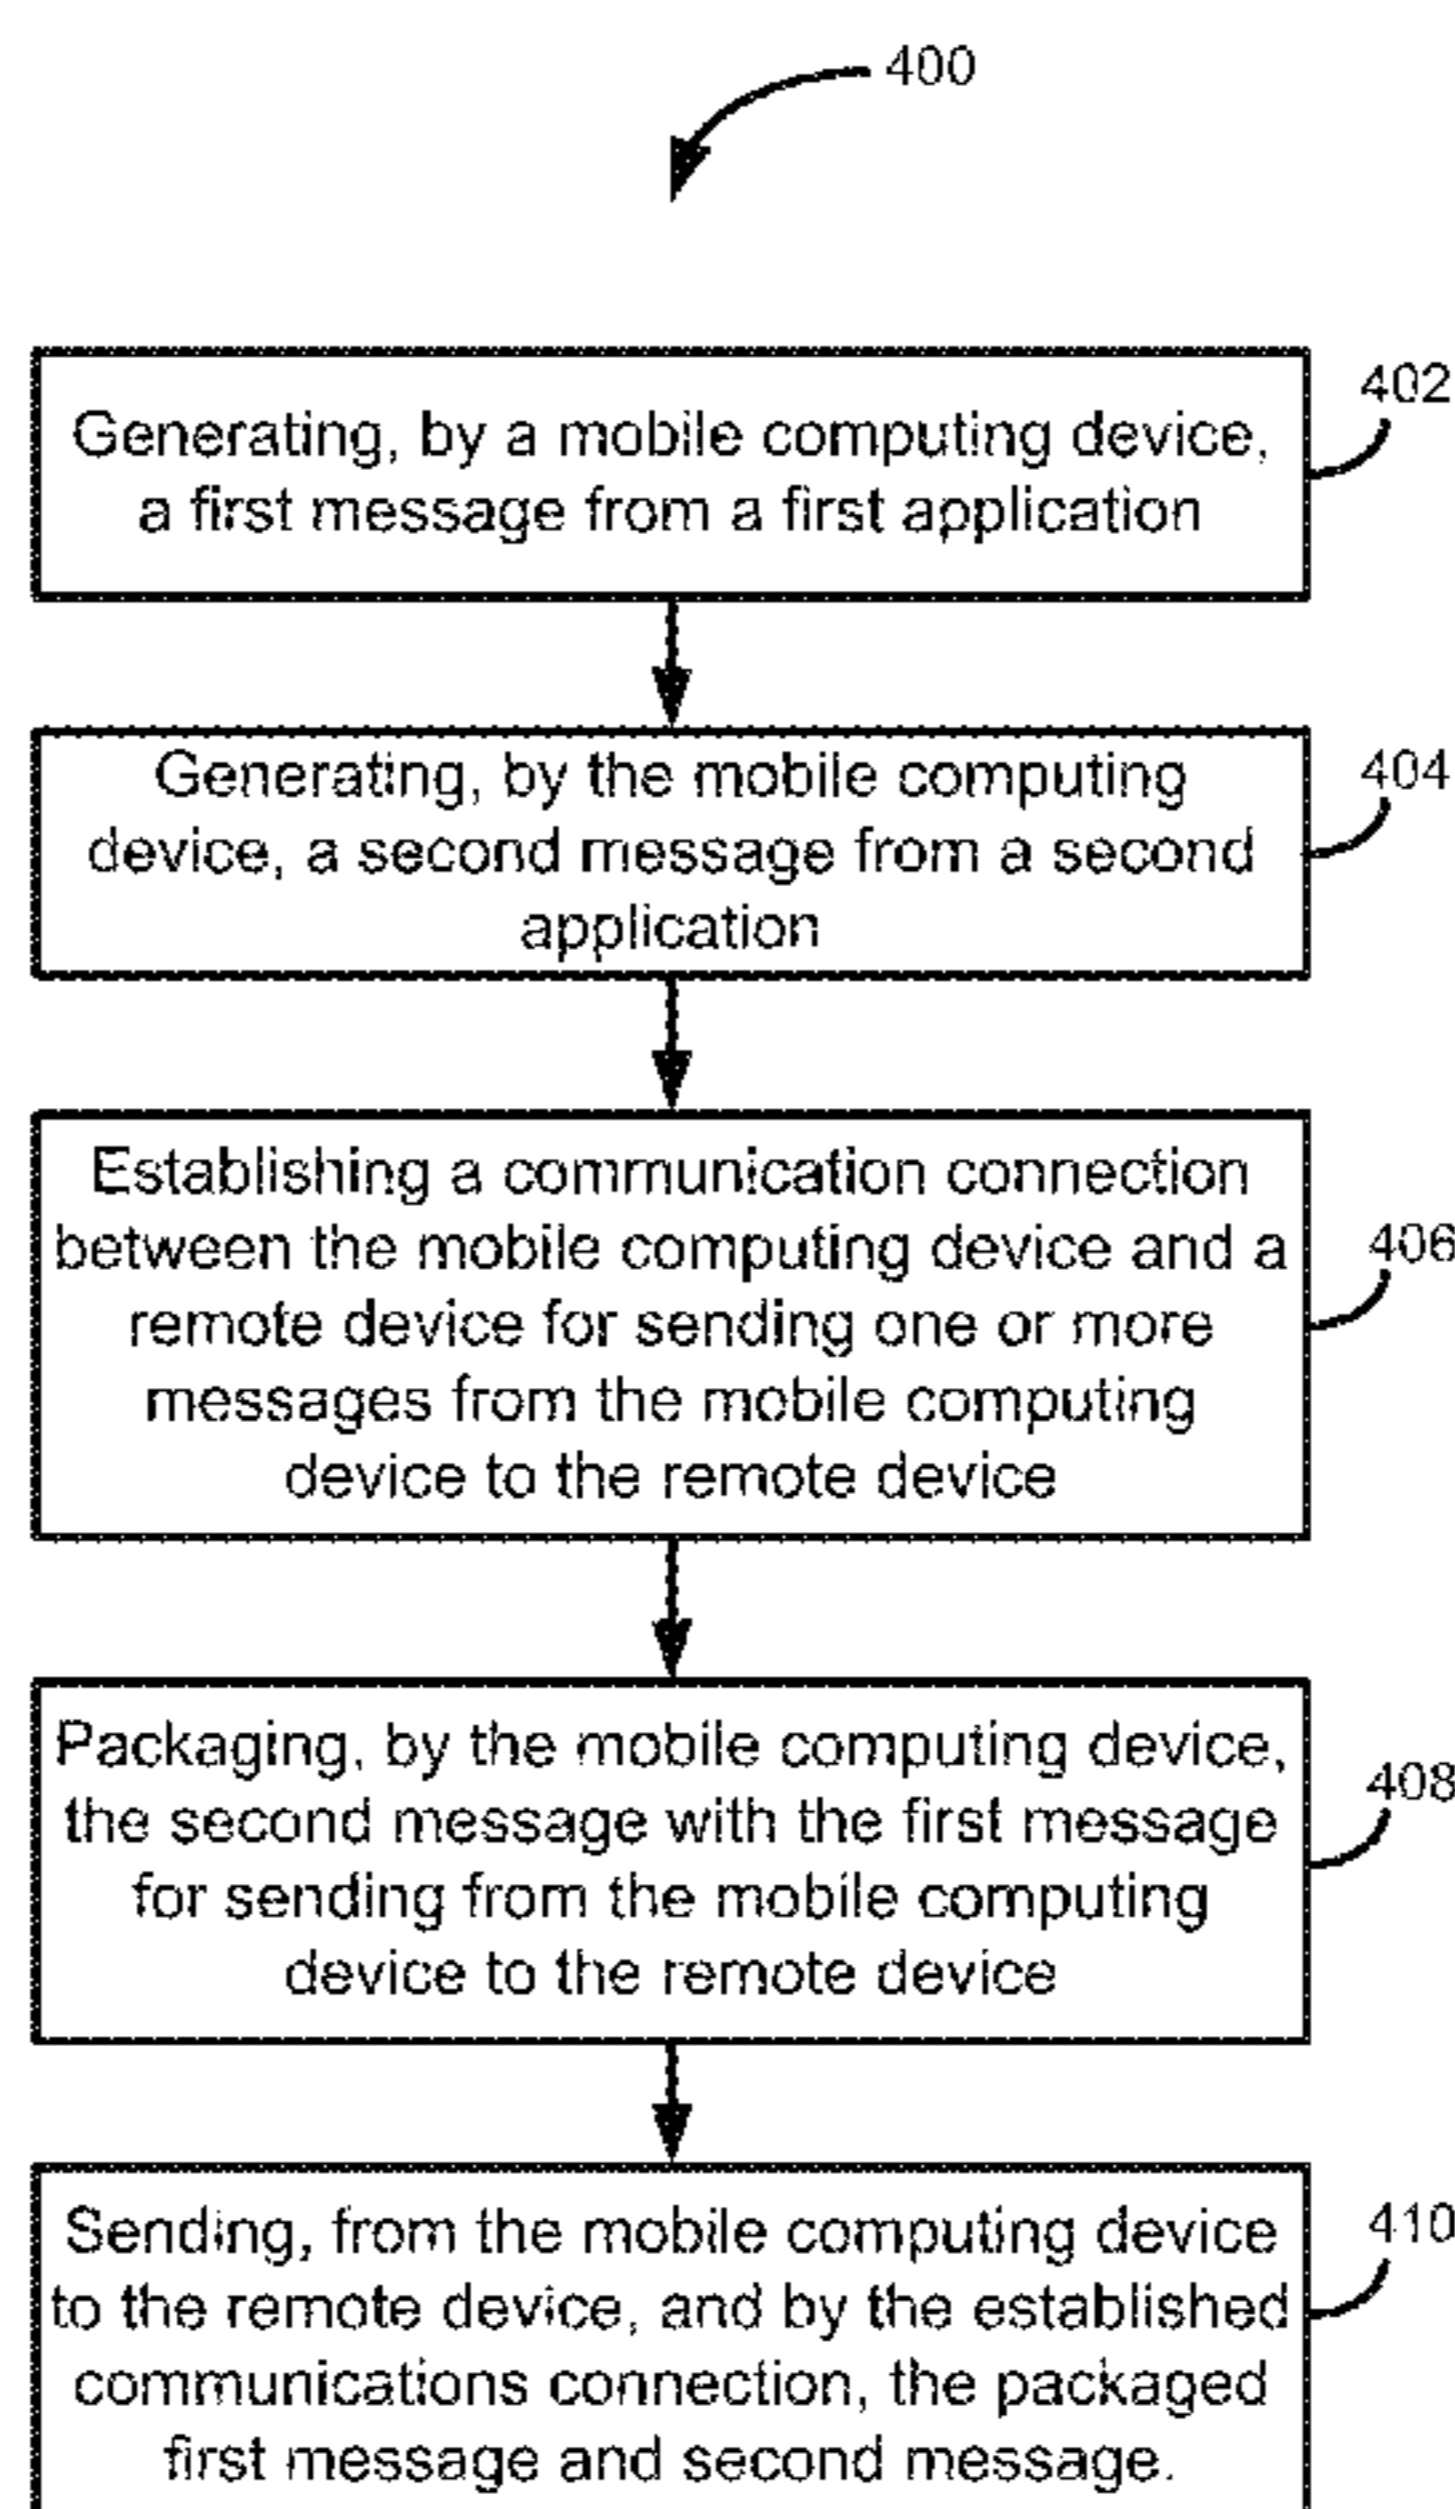 400
402
Generating, by a mobile computing device,
a first message from a first application
404
Generating, by the mobile computing
device, a second message from a second
application
406
Establishing a communication connection
between the mobile computing device and a
remote device for sending one or more
messages from the mobile computing
device to the remote device
408
Packaging, by the mobile computing device,
the second message with the first message
for sending from the mobile computing
device to the remote device
410
Sending, from the mobile computing device
to the remote device, and by the established
communications connection, the packaged
first message and second message.